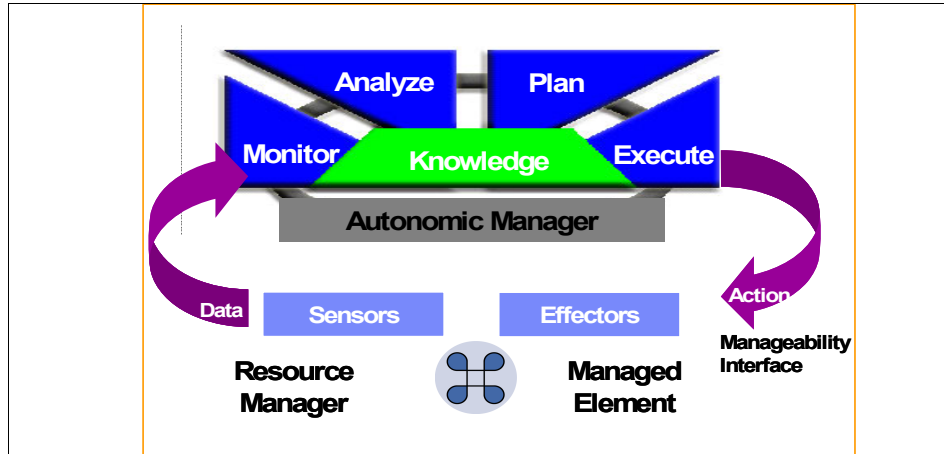 Analyze
Plan
Monitor
Knowledge
Execute
Autonomic Manager
Data
Sensors
Effectors
Action
Manageability
Interface
Resource
Manager
Managed
Element